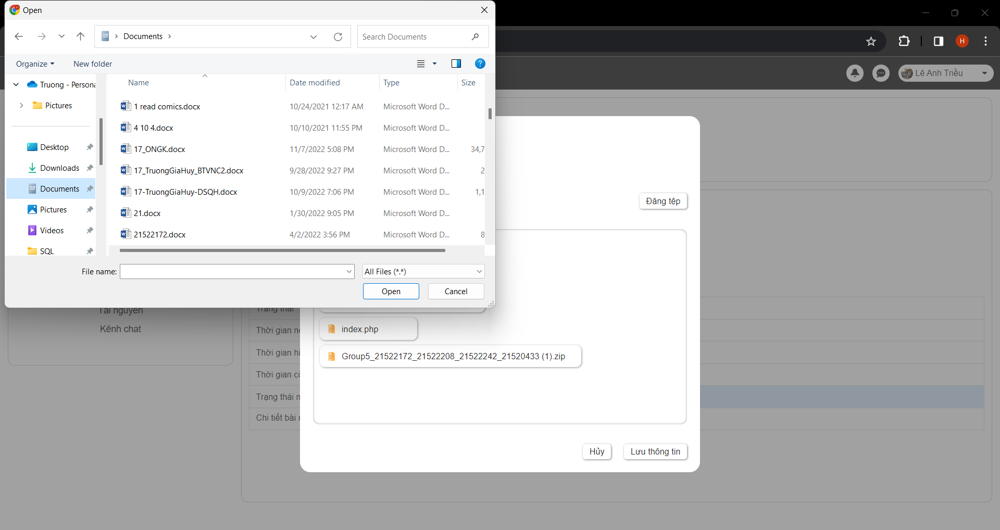 Open
Documents
Search Documents
Organize
New folder
Truong - Persona
Pictures
Desktop
Downloads
Documents
Pictures
Videos
SQL
Name
Date modified
Type
Size
1 read comics.docx
10/24/2021 12:17 AM
Microsoft Word D...
4 10 4.docx
10/10/2021 11:55 PM
Microsoft Word D...
17_ONGK.docx
11/7/2022 5:08 PM
Microsoft Word D...
34,7
17_TruongGiaHuy_BTVNC2.docx
9/28/2022 9:27 PM
Microsoft Word D...
2
17-TruongGiaHuy-DSQH.docx
10/9/2022 7:06 PM
Microsoft Word D...
1,1
21.docx
1/30/2022 9:05 PM
Microsoft Word D...
21522172.docx
4/2/2022 3:56 PM
Microsoft Word D...
8
File name:
All Files (*.*)
Open
Cancel
H
Lê Anh Triều
Đăng tệp
index.php
Group5_21522172_21522208_21522242_21520433 (1).zip
Hủy
Lưu thông tin
Tài nguyên
Kênh chat
Trạng thái
Thời gian nộ
Thời gian
Thời gian
Trạng thái
Chi tiết bài